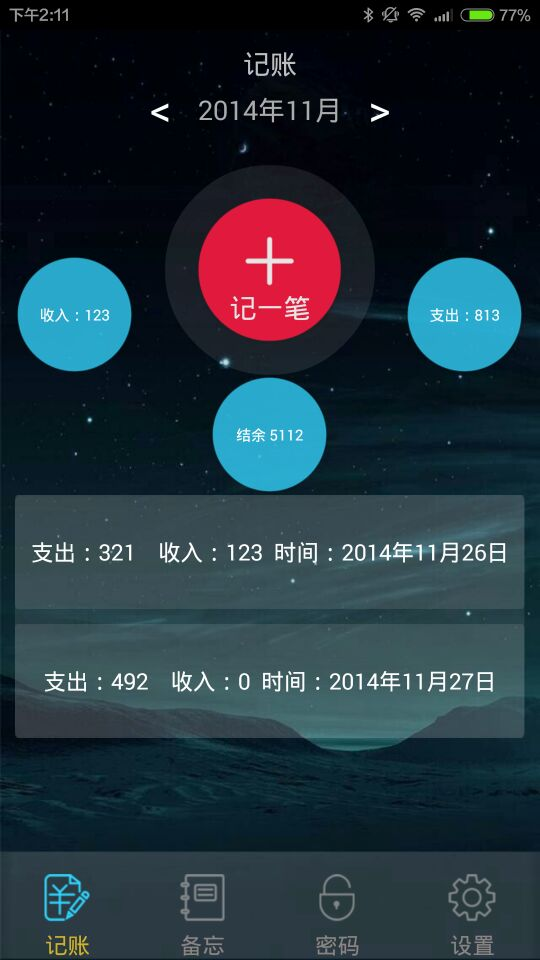 下午2:11 77%
记账
< 2014年11月 >
记一笔
收入：123
支出：813
结余 5112
支出：321 收入：123 时间：2014年11月26日
支出：492 收入：0 时间：2014年11月27日
记账 备忘 密码 设置